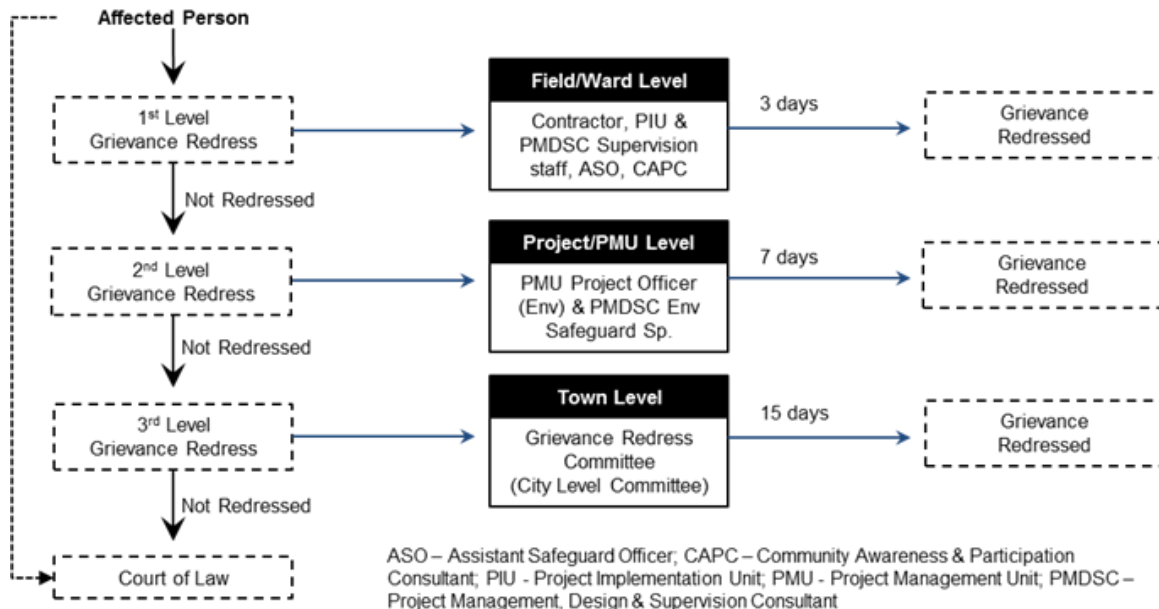 Affected Person
1st Level
Grievance Redress
Field/Ward Level
Contractor, PIU &
PMDSC Supervision
staff, ASO, CAPC
3 days
Grievance
Redressed
Not Redressed
2nd Level
Grievance Redress
Project/PMU Level
PMU Project Officer
(Env) & PMDSC Env
Safeguard Sp.
7 days
Grievance
Redressed
Not Redressed
3rd Level
Grievance Redress
Town Level
Grievance Redress
Committee
(City Level Committee)
15 days
Grievance
Redressed
Not Redressed
Court of Law
ASO – Assistant Safeguard Officer; CAPC – Community Awareness & Participation
Consultant; PIU - Project Implementation Unit; PMU - Project Management Unit; PMDSC –
Project Management, Design & Supervision Consultant